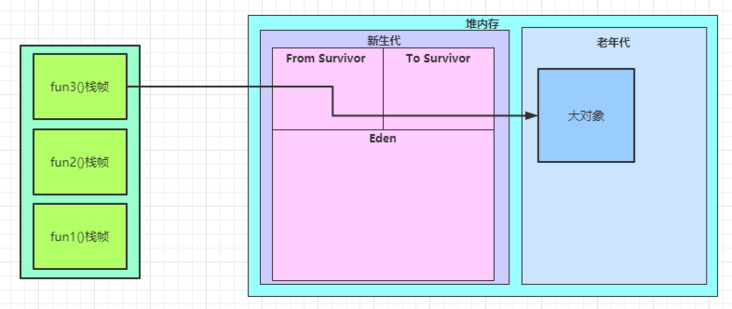 堆内存
新生代
老年代
From Survivor
To Survivor
fun3()栈帧
大对象
Eden
fun2()栈帧
fun1()栈帧